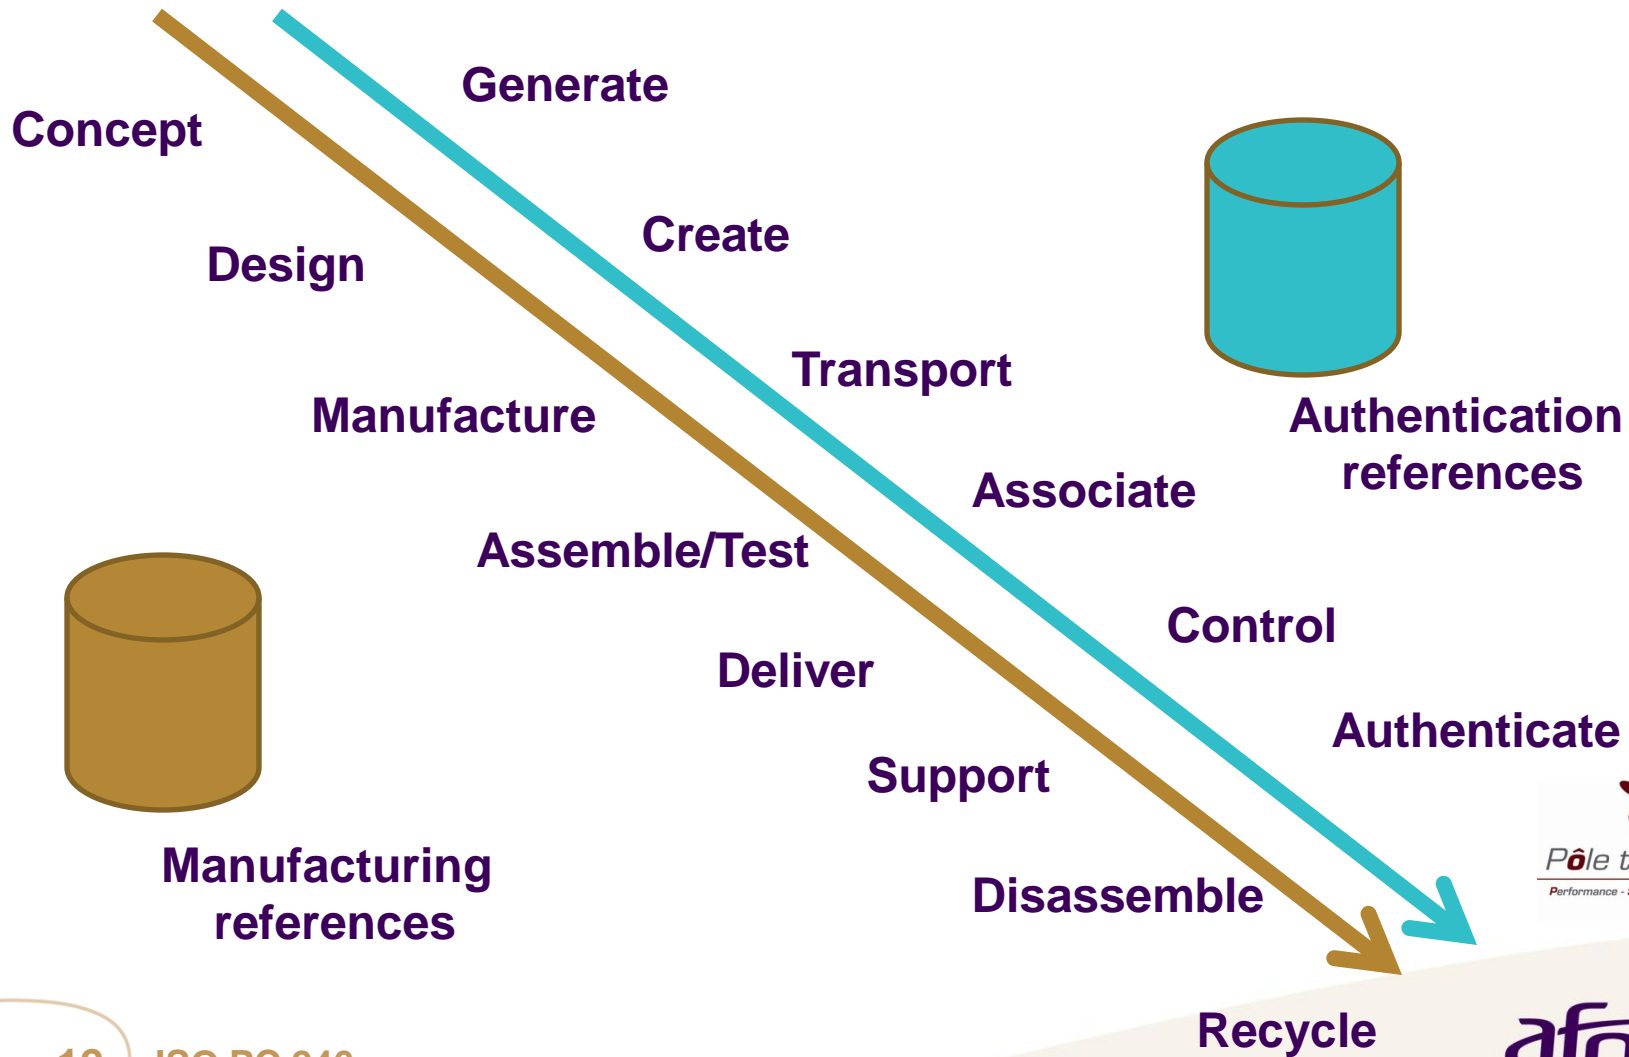 Generate
Concept
Create
Design
Transport
Manufacture
Authentication
references
Associate
Assemble/Test
Control
Deliver
Authenticate
Support
Manufacturing
references
Disassemble
Pôle
Performance -
Recycle